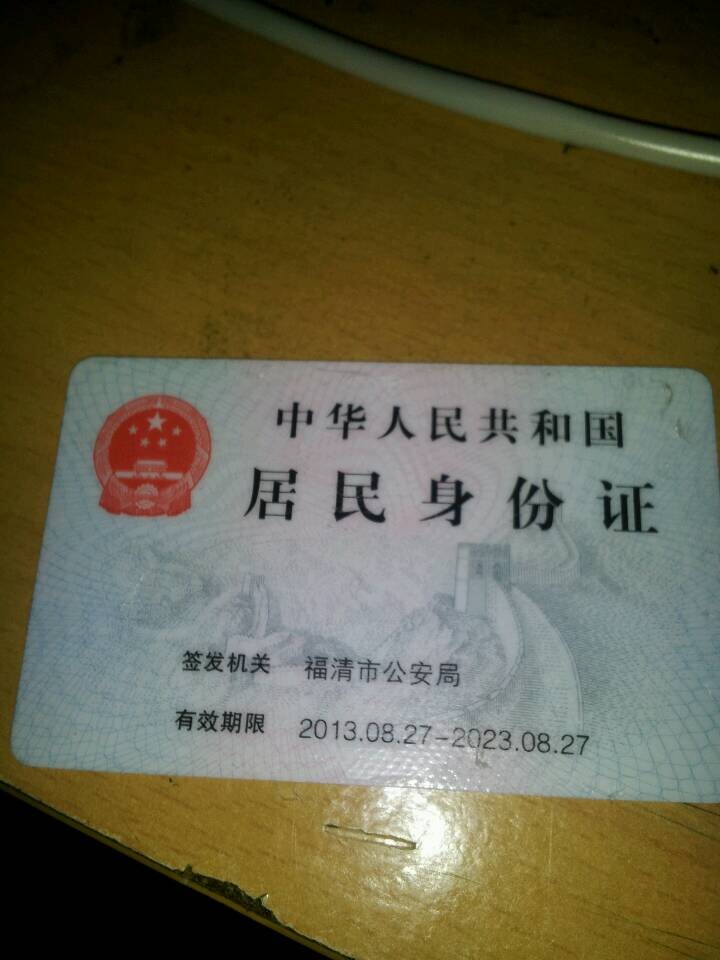 中华人民共和国
居民身份证
签发机关 福清市公安局
有效期限 2013.08.27-2023.08.27